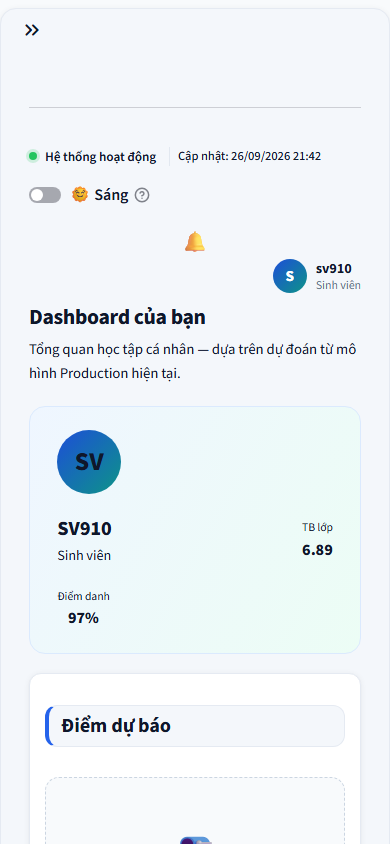 Hệ thống hoạt động
Cập nhật: 26/09/2026 21:42
Sáng
S
sv910
Sinh viên
Dashboard của bạn
Tổng quan học tập cá nhân — dựa trên dự đoán từ mô
hình Production hiện tại.
SV
SV910
Sinh viên
TB lớp
6.89
Điểm danh
97%
Điểm dự báo